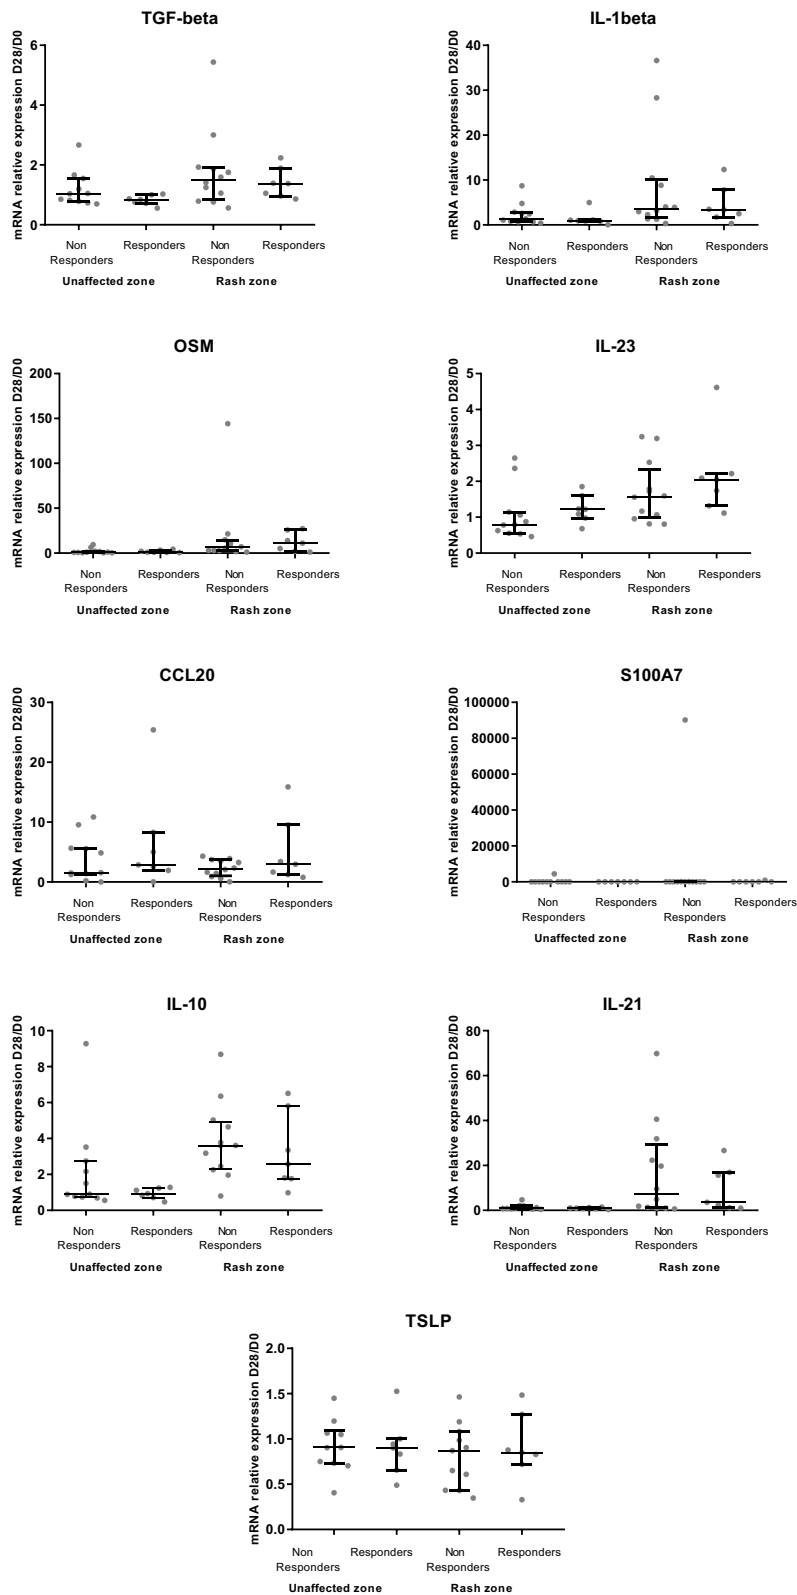 TGF-beta
mRNA relative expression D28/D0
6
4
2
0
Non
Responders
Responders
Non
Responders
Responders
Unaffected zone
Rash zone
IL-1beta
mRNA relative expression D28/D0
40
30
20
10
0
Non
Responders
Responders
Non
Responders
Responders
Unaffected zone
Rash zone
OSM
mRNA relative expression D28/D0
200
150
100
50
0
Non
Responders
Responders
Non
Responders
Responders
Unaffected zone
Rash zone
IL-23
mRNA relative expression D28/D0
5
4
3
2
1
0
Non
Responders
Responders
Non
Responders
Responders
Unaffected zone
Rash zone
CCL20
mRNA relative expression D28/D0
30
20
10
0
Non
Responders
Responders
Non
Responders
Responders
Unaffected zone
Rash zone
S100A7
mRNA relative expression D28/D0
100000
80000
60000
40000
20000
0
Non
Responders
Responders
Non
Responders
Responders
Unaffected zone
Rash zone
IL-10
mRNA relative expression D28/D0
10
8
6
4
2
0
Non
Responders
Responders
Non
Responders
Responders
Unaffected zone
Rash zone
IL-21
mRNA relative expression D28/D0
80
60
40
20
0
Non
Responders
Responders
Non
Responders
Responders
Unaffected zone
Rash zone
TSLP
mRNA relative expression D28/D0
2.0
1.5
1.0
0.5
0.0
Non
Responders
Responders
Non
Responders
Responders
Unaffected zone
Rash zone